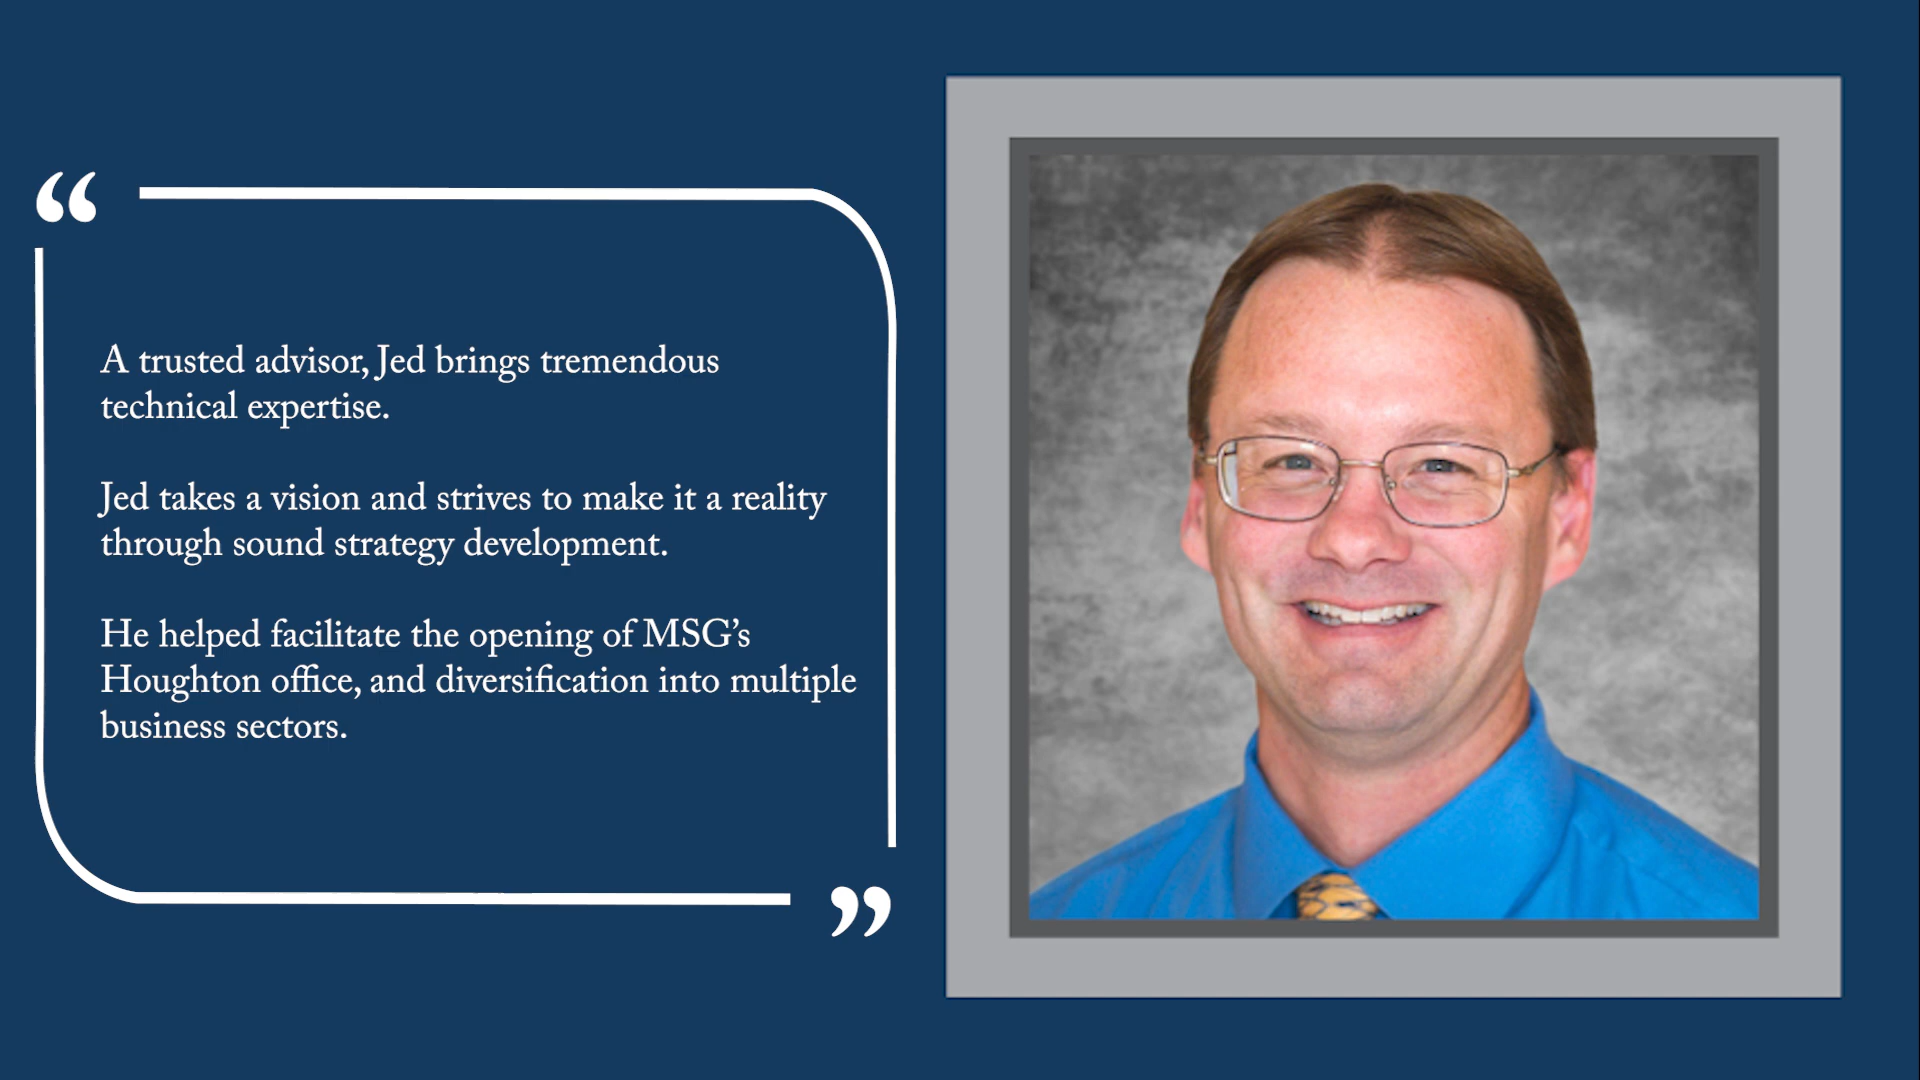 “
A trusted advisor, Jed brings tremendous
technical expertise.
Jed takes a vision and strives to make it a reality
through sound strategy development.
He helped facilitate the opening of MSG’s
Houghton office, and diversification into multiple
business sectors.
”